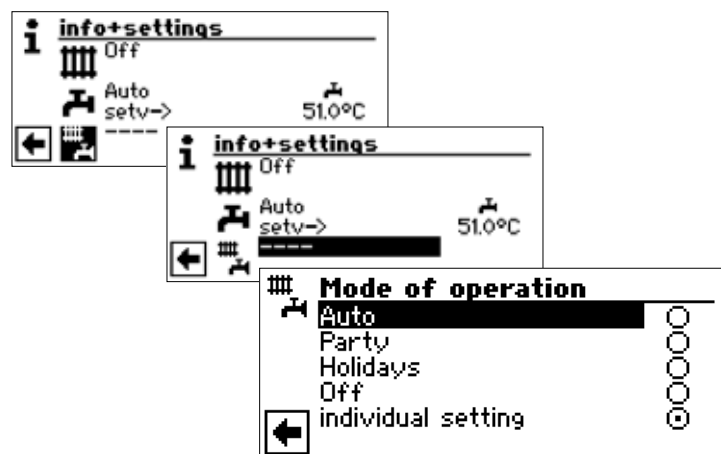 i info+settings
Off
Auto
setv->
51.0°C
----
i info+settings
Off
Auto
setv->
51.0°C
----
Mode of operation
Auto
Party
Holidays
Off
individual setting